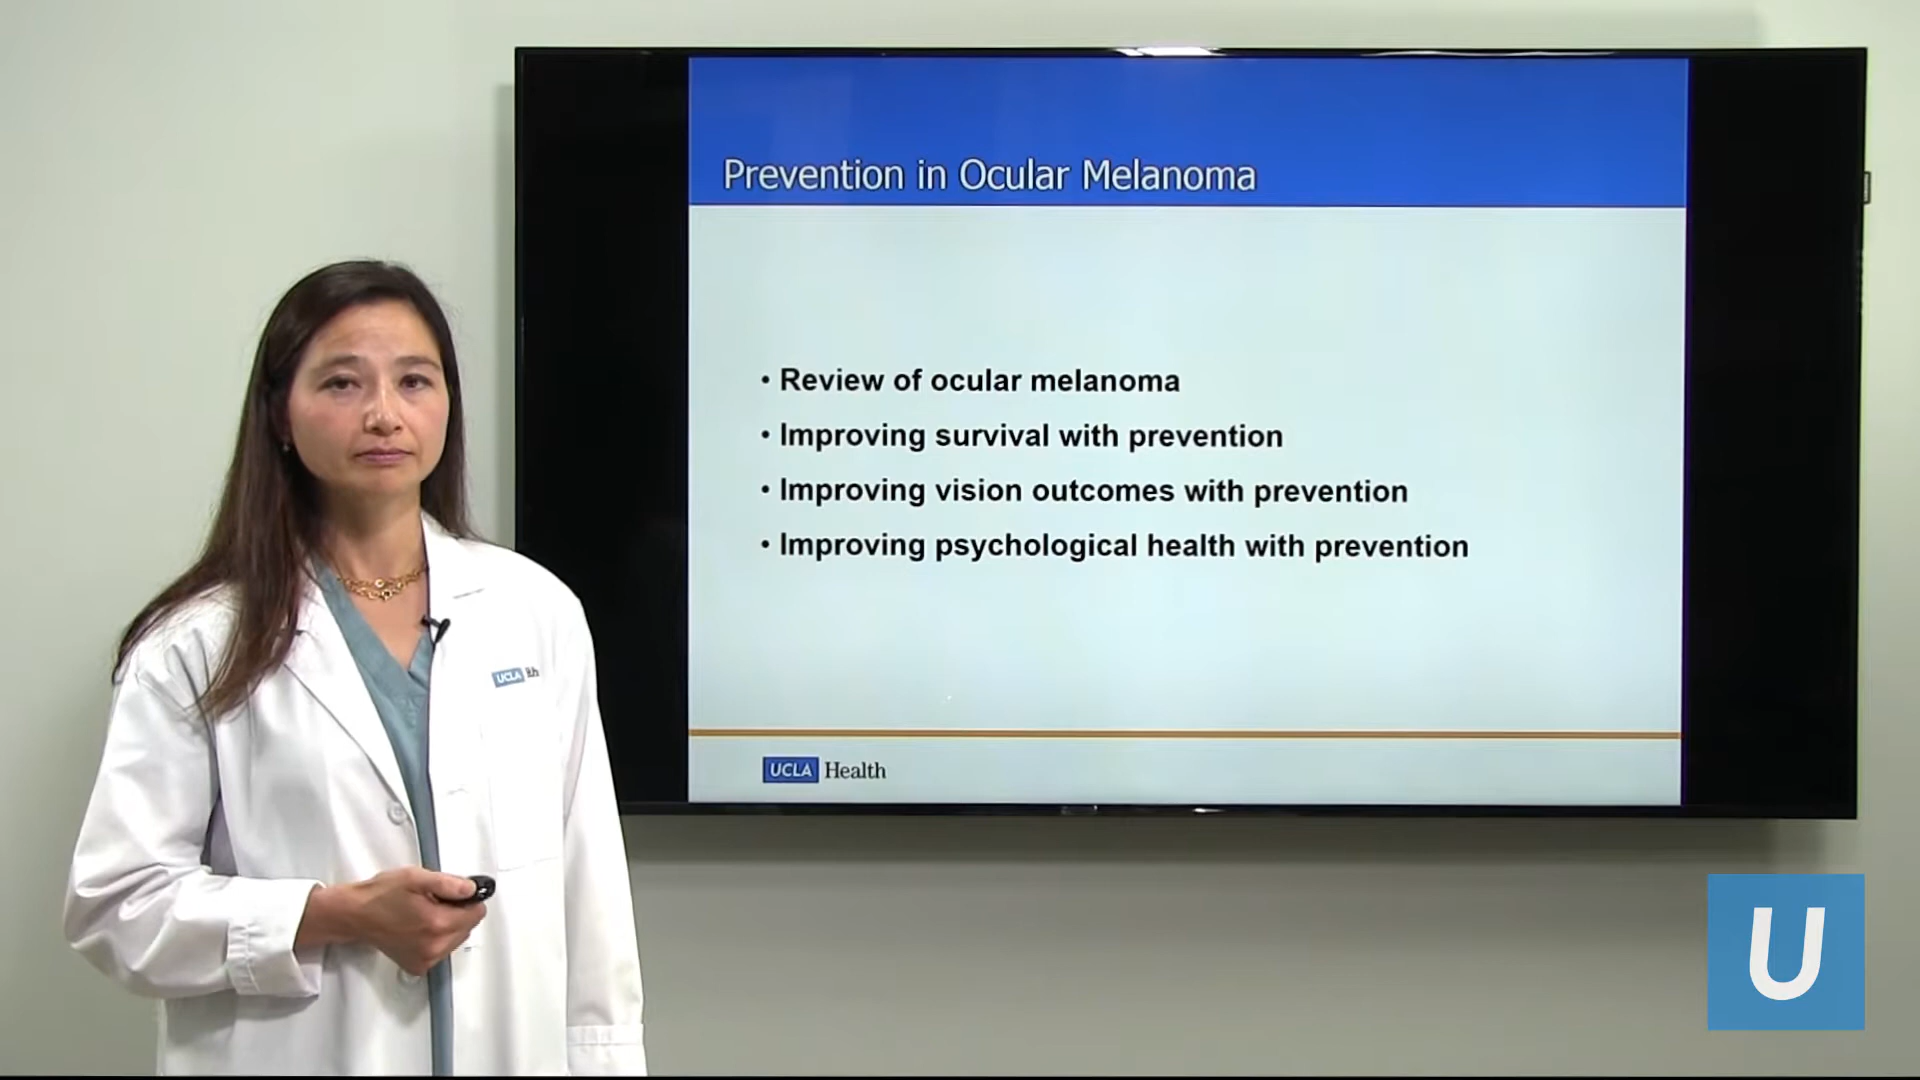 Prevention in Ocular Melanoma
• Review of ocular melanoma
• Improving survival with prevention
• Improving vision outcomes with prevention
• Improving psychological health with prevention
UCLA Health
UCLA
U